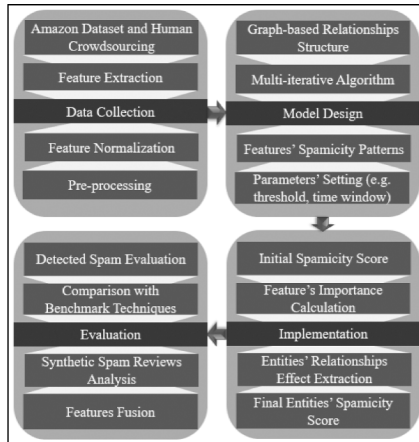 Amazon Dataset and Human
Crowdsourcing
Feature Extraction
Data Collection
Feature Normalization
Pre-processing
Graph-based Relationships
Structure
Multi-iterative Algorithm
Model Design
Features' Spamicity Patterns
Parameters' Setting (e.g.
threshold, time window)
Initial Spamicity Score
Feature's Importance
Calculation
Implementation
Entities' Relationships
Effect Extraction
Final Entities' Spamicity
Score
Detected Spam Evaluation
Comparison with
Benchmark Techniques
Evaluation
Synthetic Spam Reviews
Analysis
Features Fusion